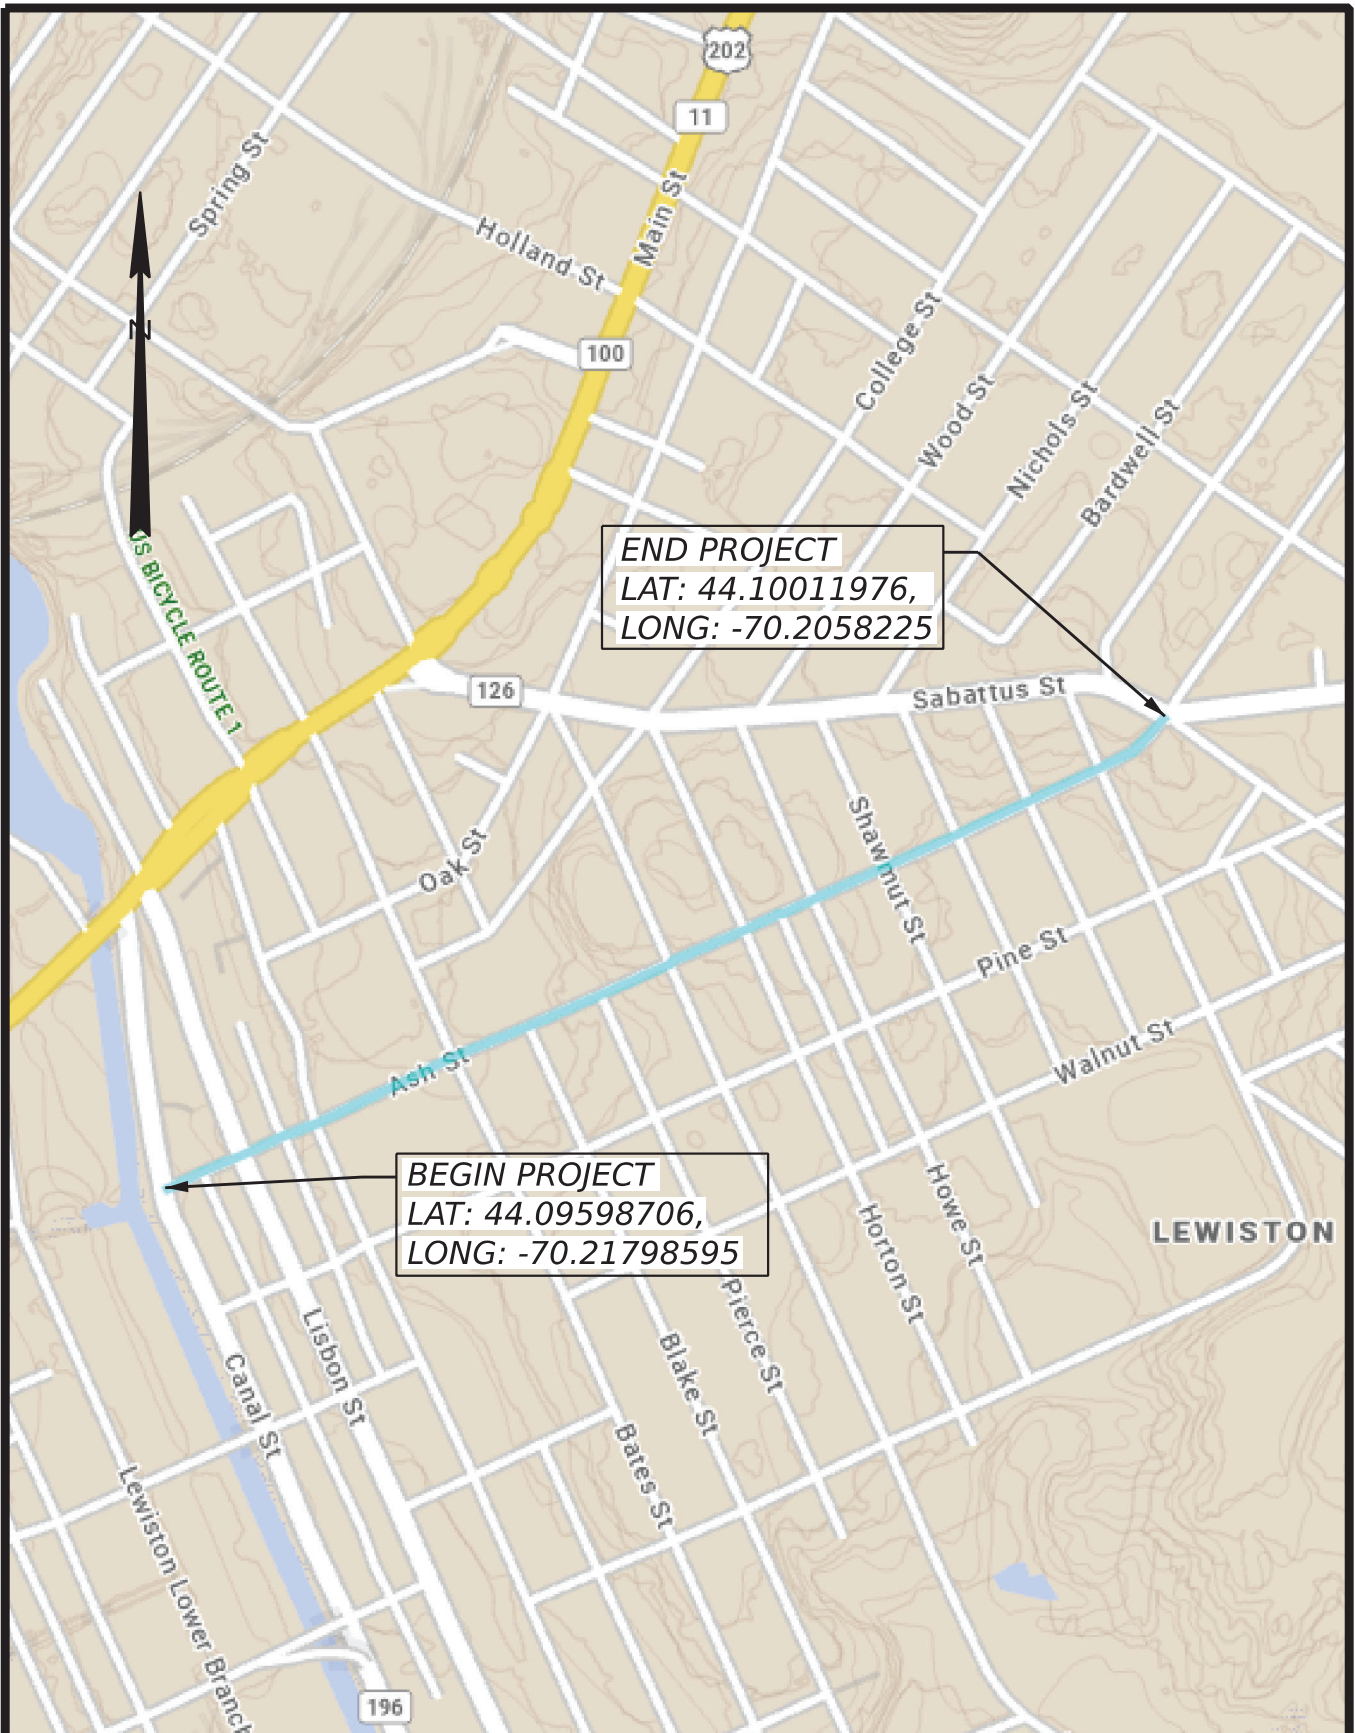 202
11
Spring St
Main St
Holland St
N
100
College St
Wood St
Nichols St
Bardwell St
US BICYCLE ROUTE 1
END PROJECT
LAT: 44.10011976,
LONG: -70.2058225
126
Sabattus St
Oak St
Shawmut St
Pine St
Ash St
Walnut St
BEGIN PROJECT
LAT: 44.09598706,
LONG: -70.21798595
Howe St
LEWISTON
Horton St
Pierce St
Lisbon St
Blake St
Canal St
Bates St
Lewiston Lower Branch
196